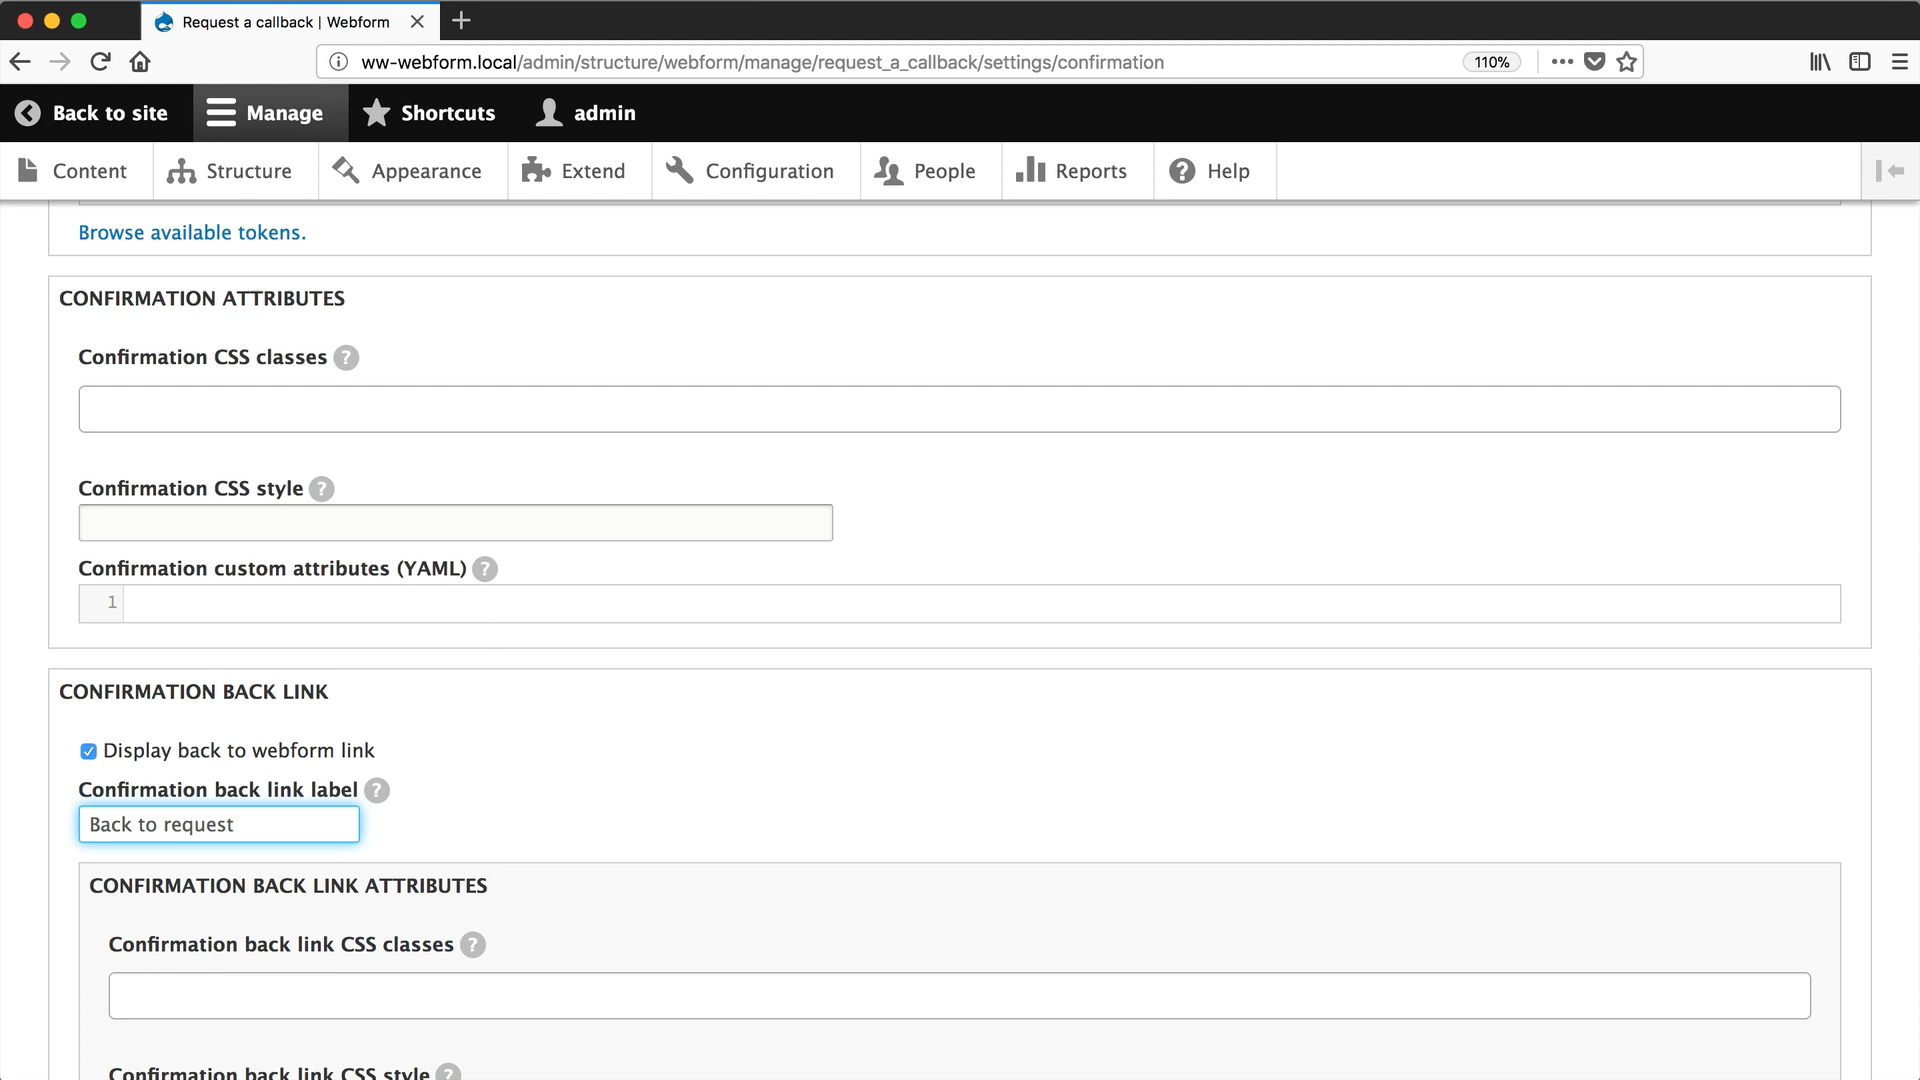 Request a callback | Webform
ww-webform.local/admin/structure/webform/manage/request_a_callback/settings/confirmation
110%
Back to site
Manage
Shortcuts
admin
Content
Structure
Appearance
Extend
Configuration
People
Reports
Help
Browse available tokens.
CONFIRMATION ATTRIBUTES
Confirmation CSS classes ?
Confirmation CSS style ?
Confirmation custom attributes (YAML) ?
1
CONFIRMATION BACK LINK
Display back to webform link
Confirmation back link label ?
Back to request
CONFIRMATION BACK LINK ATTRIBUTES
Confirmation back link CSS classes ?
Confirmation back link CSS style ?